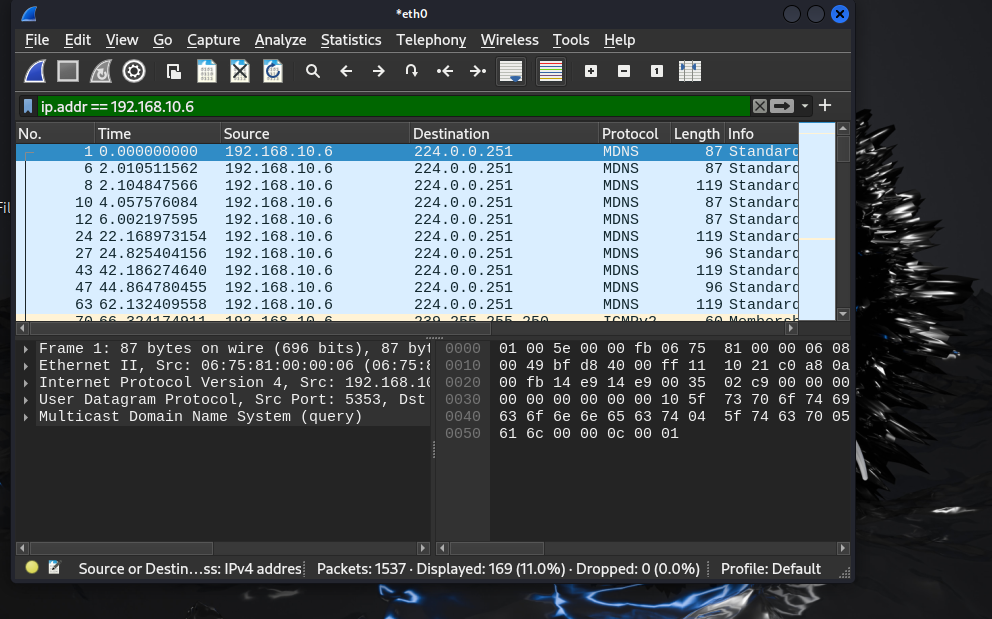 *eth0
File Edit View Go Capture Analyze Statistics Telephony Wireless Tools Help
ip.addr == 192.168.10.6
No. Time Source Destination Protocol Length Info
1 0.000000000 192.168.10.6 224.0.0.251 MDNS 87 Standard
6 2.010511562 192.168.10.6 224.0.0.251 MDNS 87 Standard
8 2.104847566 192.168.10.6 224.0.0.251 MDNS 119 Standard
10 4.057576084 192.168.10.6 224.0.0.251 MDNS 87 Standard
12 6.002197595 192.168.10.6 224.0.0.251 MDNS 87 Standard
24 22.168973154 192.168.10.6 224.0.0.251 MDNS 119 Standard
27 24.825404156 192.168.10.6 224.0.0.251 MDNS 96 Standard
43 42.186274640 192.168.10.6 224.0.0.251 MDNS 119 Standard
47 44.864780455 192.168.10.6 224.0.0.251 MDNS 96 Standard
63 62.132409558 192.168.10.6 224.0.0.251 MDNS 119 Standard
70 66.324174911 192.168.10.6 239.255.255.250 IGMPv2 60 Membersh
Fil
Frame 1: 87 bytes on wire (696 bits), 87 byt
Ethernet II, Src: 06:75:81:00:00:06 (06:75:8
Internet Protocol Version 4, Src: 192.168.10
User Datagram Protocol, Src Port: 5353, Dst
Multicast Domain Name System (query)
0000 01 00 5e 00 00 fb 06 75 81 00 00 06 08
0010 00 49 bf d8 40 00 ff 11 10 21 c0 a8 0a
0020 00 fb 14 e9 14 e9 00 35 02 c9 00 00 00
0030 00 00 00 00 00 10 5f 73 70 6f 74 69
0040 63 6f 6e 6e 65 63 74 04 5f 74 63 70 05
0050 61 6c 00 00 0c 00 01
Source or Destin…ss: IPv4 addres
Packets: 1537 · Displayed: 169 (11.0%) · Dropped: 0 (0.0%)
Profile: Default